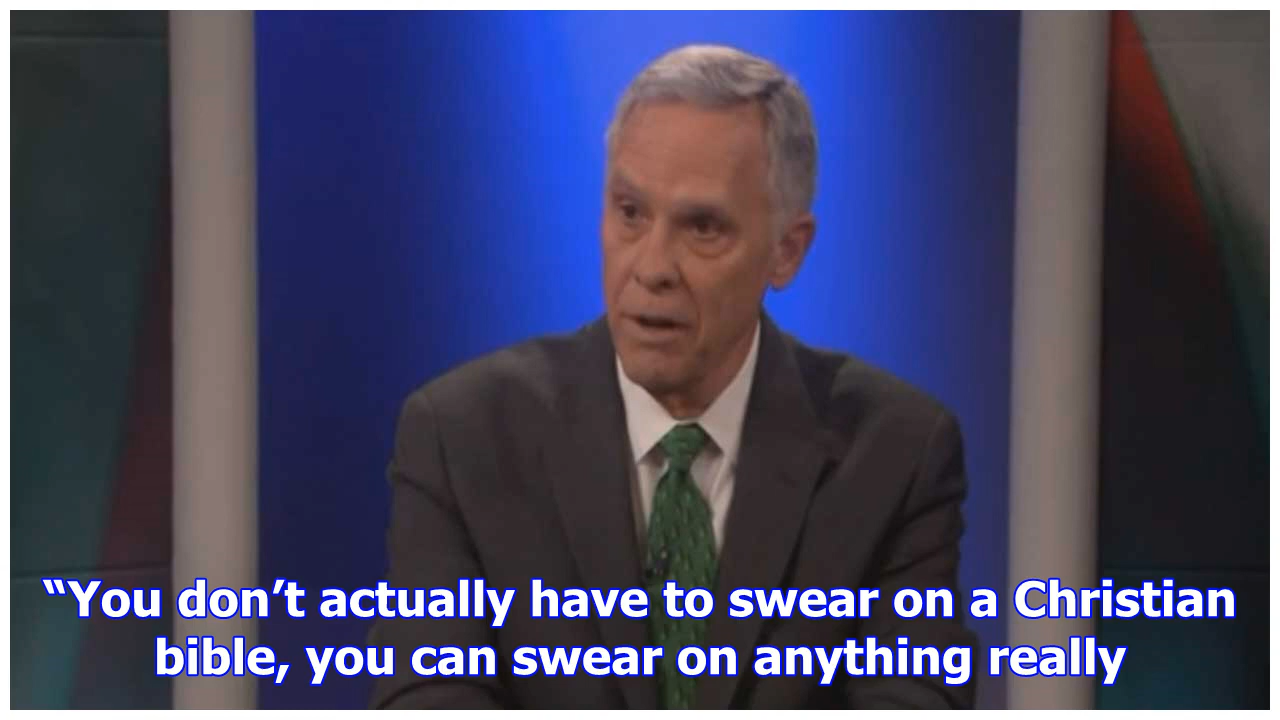 “You don’t actually have to swear on a Christian
bible, you can swear on anything really